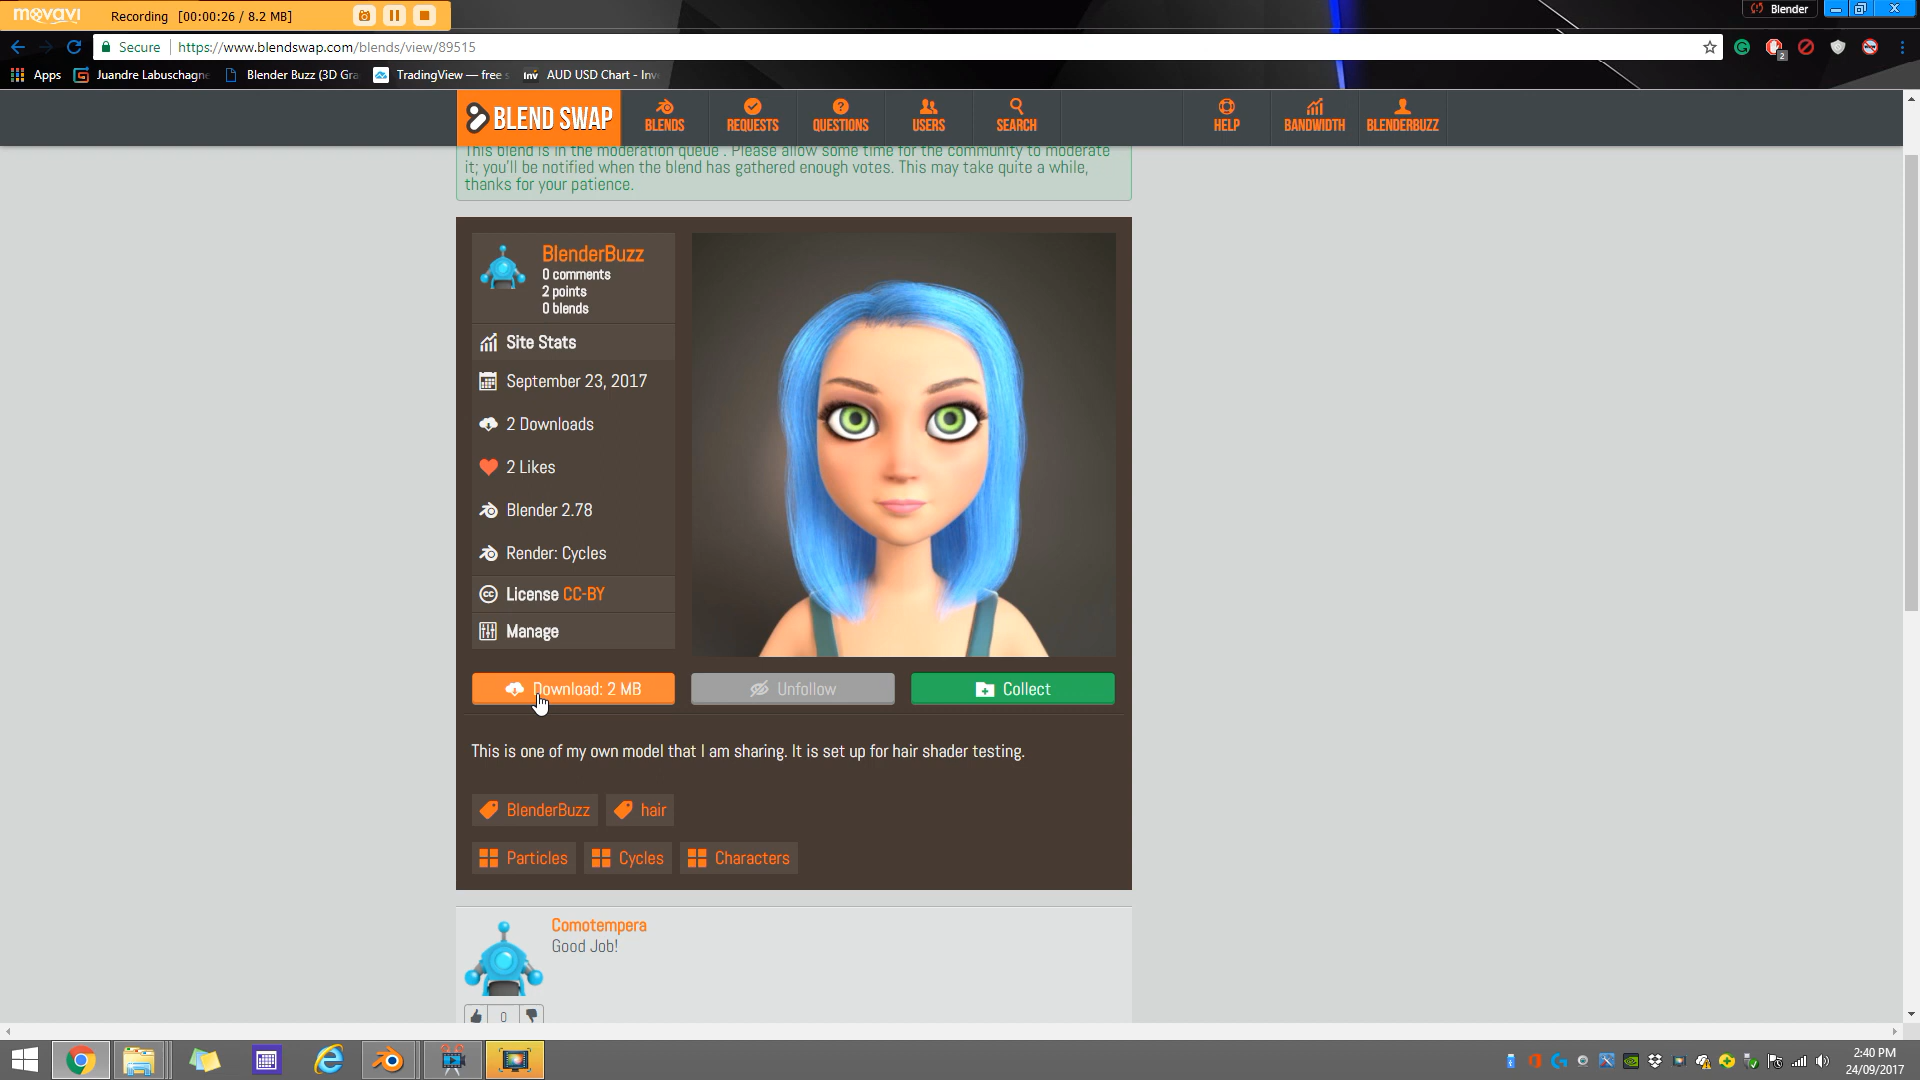 movavi Recording [00:00:26 / 8.2 MB]
Blender
Secure https://www.blendswap.com/blends/view/89515
2
Apps Juandre Labuschagne Blender Buzz (3D Gra TradingView — free s Inv AUD USD Chart - Inve
BLEND SWAP BLENDS REQUESTS QUESTIONS USERS SEARCH HELP BANDWIDTH BLENDERBUZZ
This blend is in the moderation queue . Please allow some time for the community to moderate
it; you'll be notified when the blend has gathered enough votes. This may take quite a while,
thanks for your patience.
BlenderBuzz
0 comments
2 points
0 blends
Site Stats
September 23, 2017
2 Downloads
2 Likes
Blender 2.78
Render: Cycles
License CC-BY
Manage
Download: 2 MB Unfollow Collect
This is one of my own model that I am sharing. It is set up for hair shader testing.
BlenderBuzz hair
Particles Cycles Characters
Comotempera
Good Job!
0
2:40 PM
24/09/2017